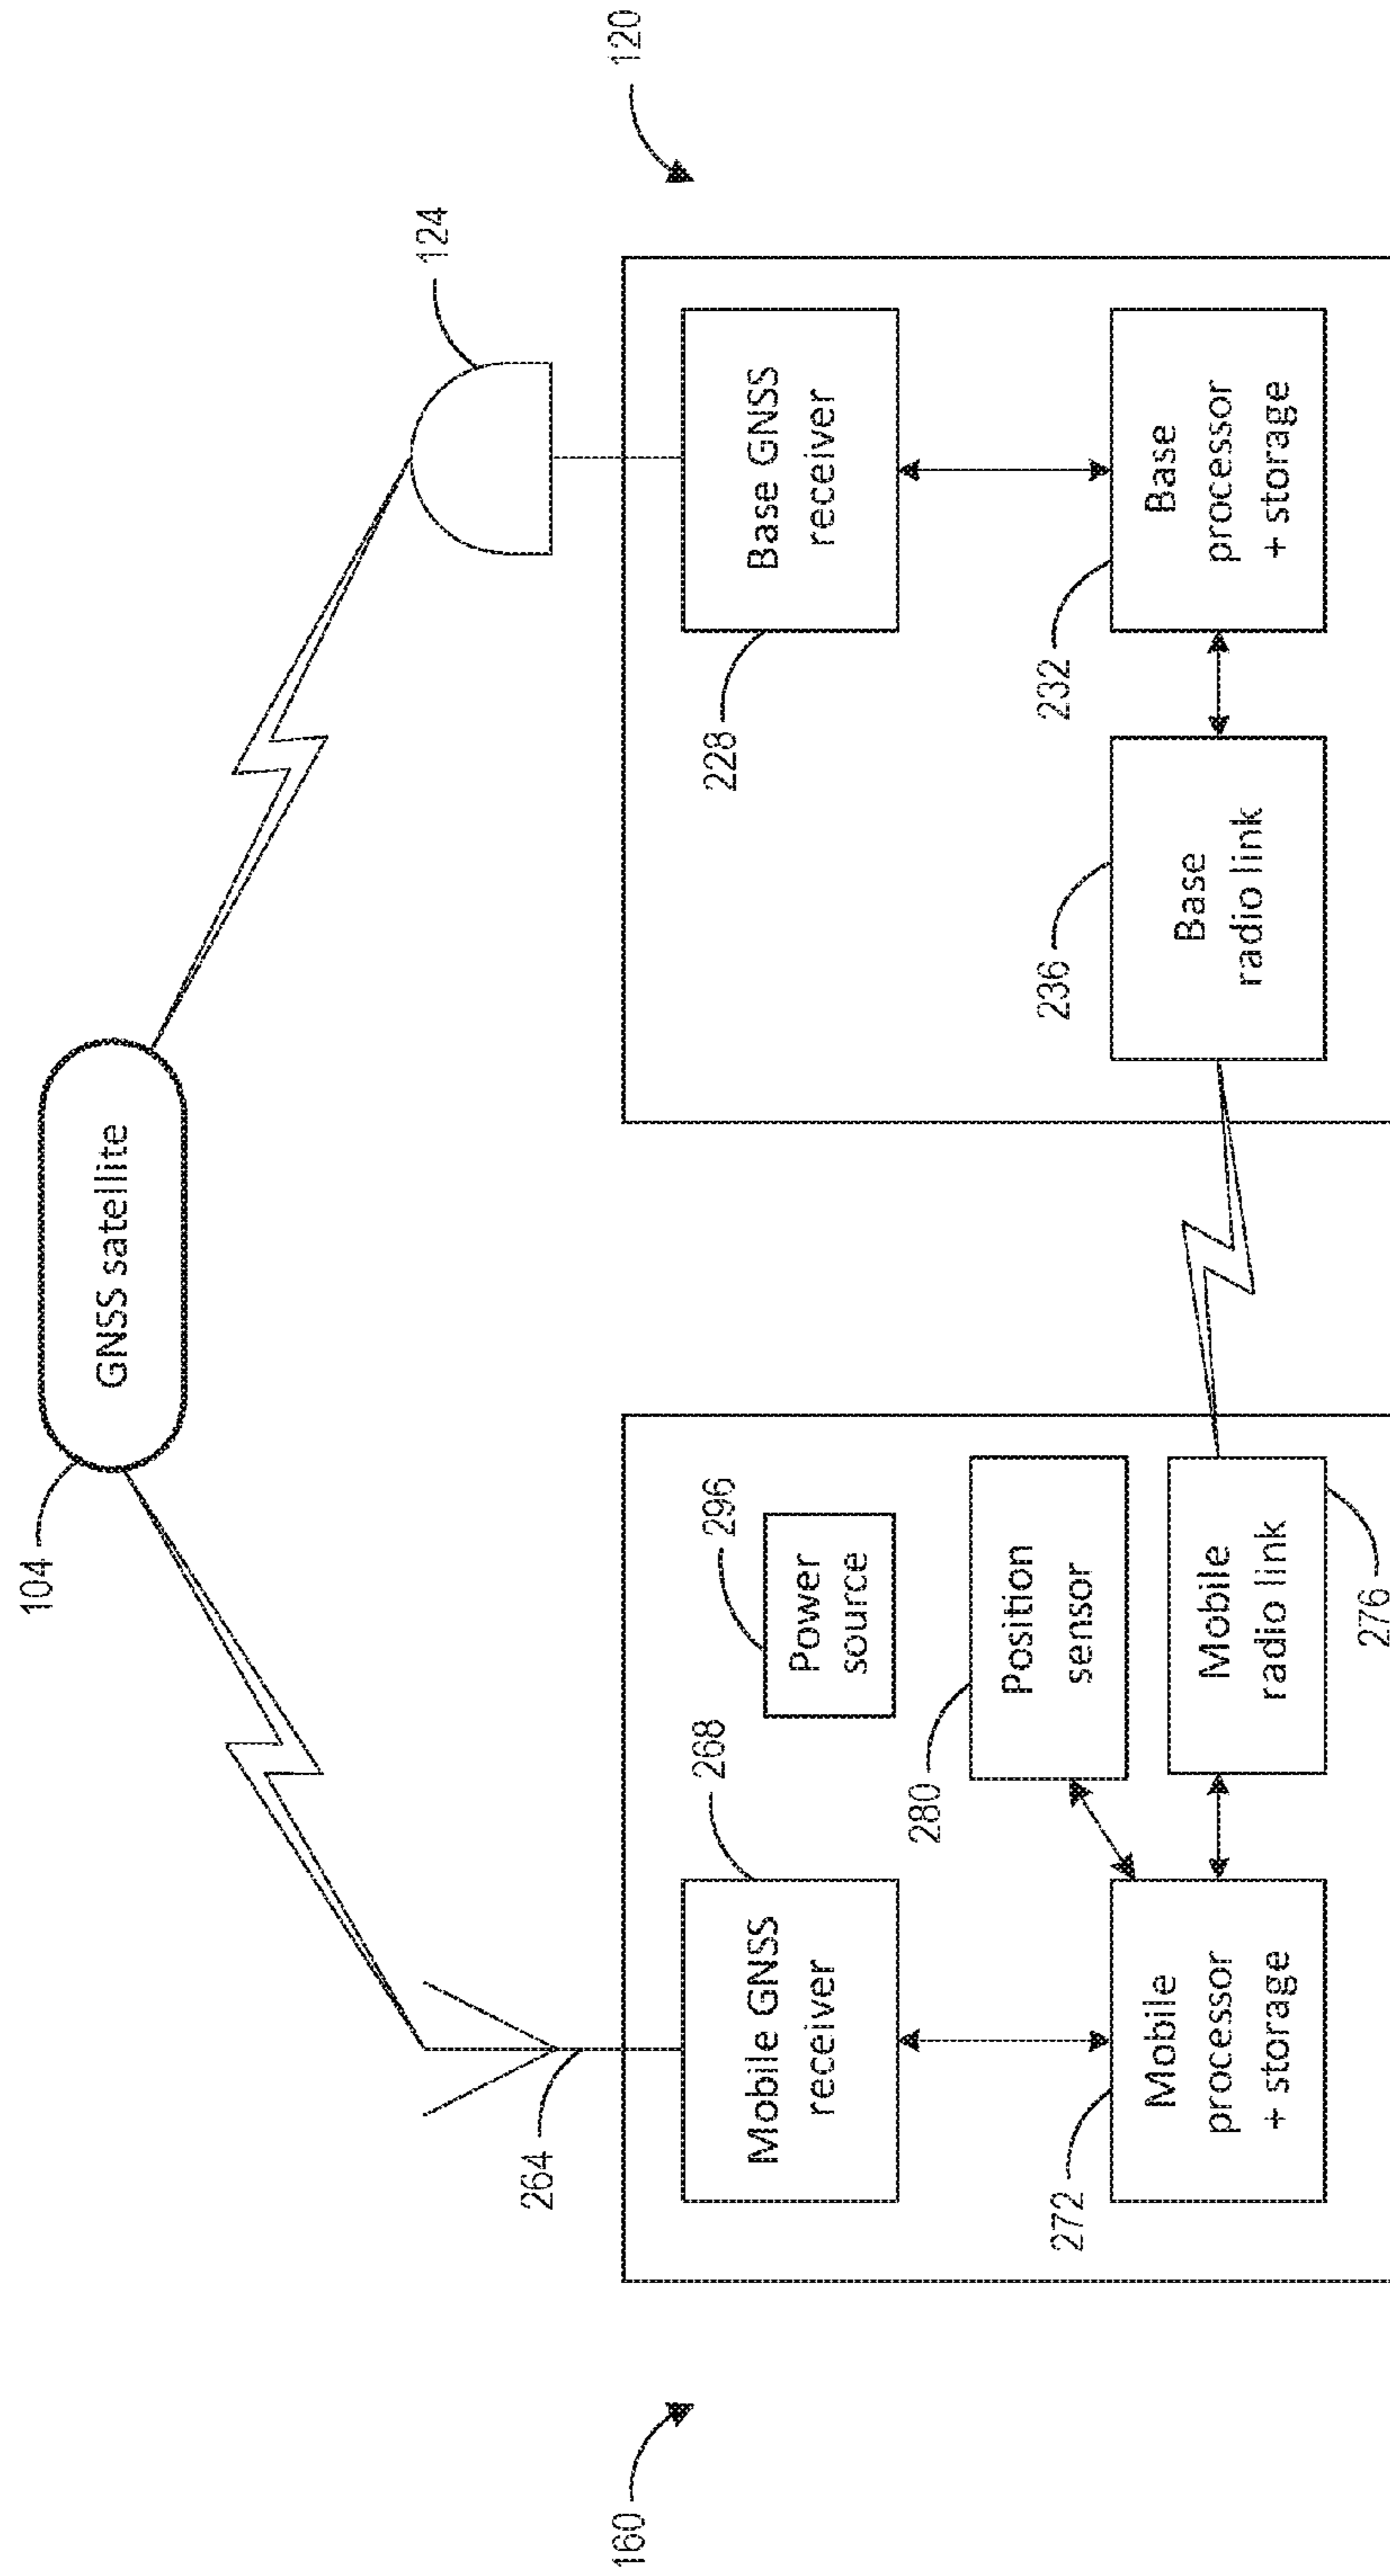 104
GNSS satellite
124
120
264
160
268
Mobile GNSS
receiver
296
Power
source
228
Base GNSS
receiver
280
Position
sensor
272
Mobile
processor
+ storage
Mobile
radio link
276
236
Base
radio link
232
Base
processor
+ storage